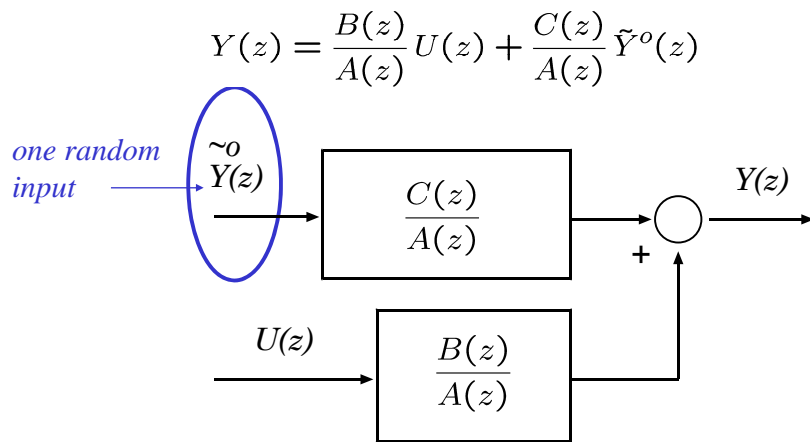 Y(z) = B(z)/A(z) U(z) + C(z)/A(z) Ỹ^o(z)
one random
input
~o
Y(z)
C(z)/A(z)
Y(z)
+
U(z)
B(z)/A(z)